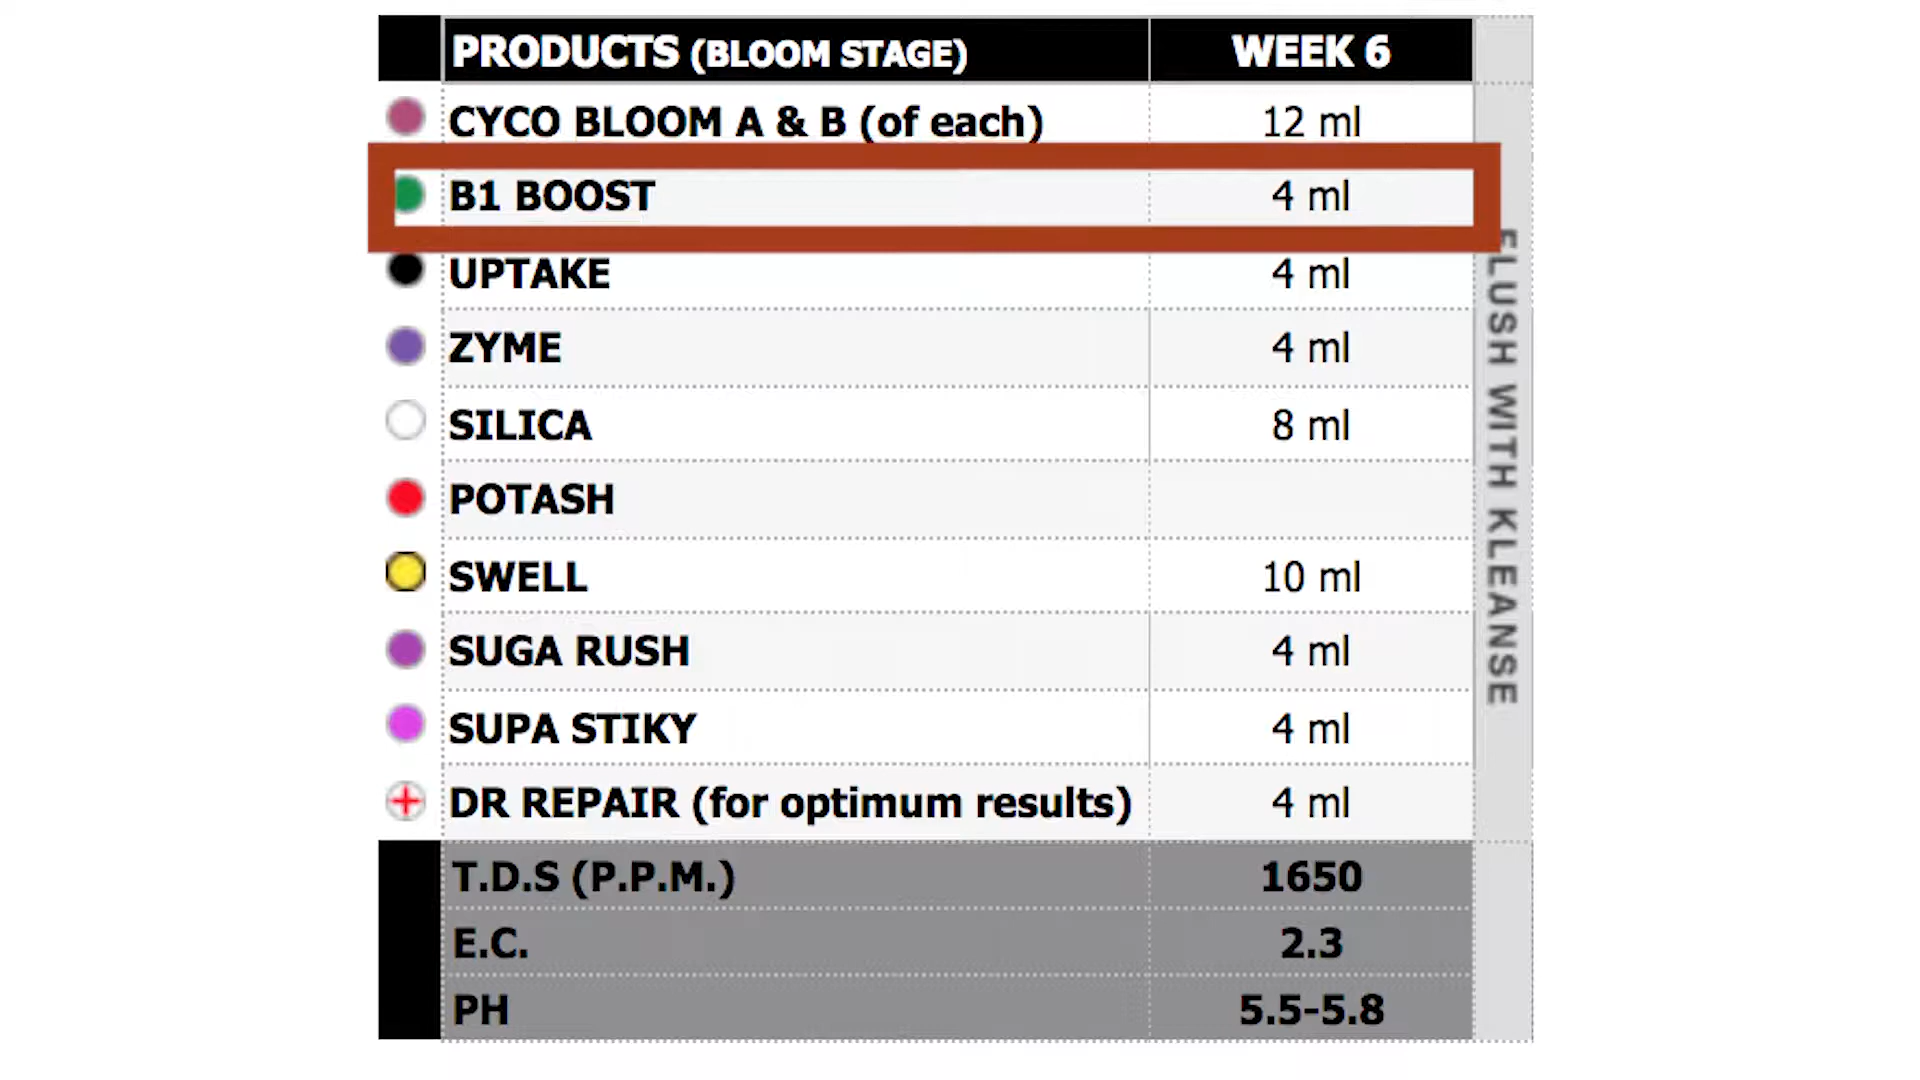 PRODUCTS (BLOOM STAGE) WEEK 6
CYCO BLOOM A & B (of each) 12 ml
B1 BOOST 4 ml
UPTAKE 4 ml
ZYME 4 ml
SILICA 8 ml
POTASH
SWELL 10 ml
SUGA RUSH 4 ml
SUPA STIKY 4 ml
DR REPAIR (for optimum results) 4 ml
T.D.S (P.P.M.) 1650
E.C. 2.3
PH 5.5-5.8
FLUSH WITH KLEANSE